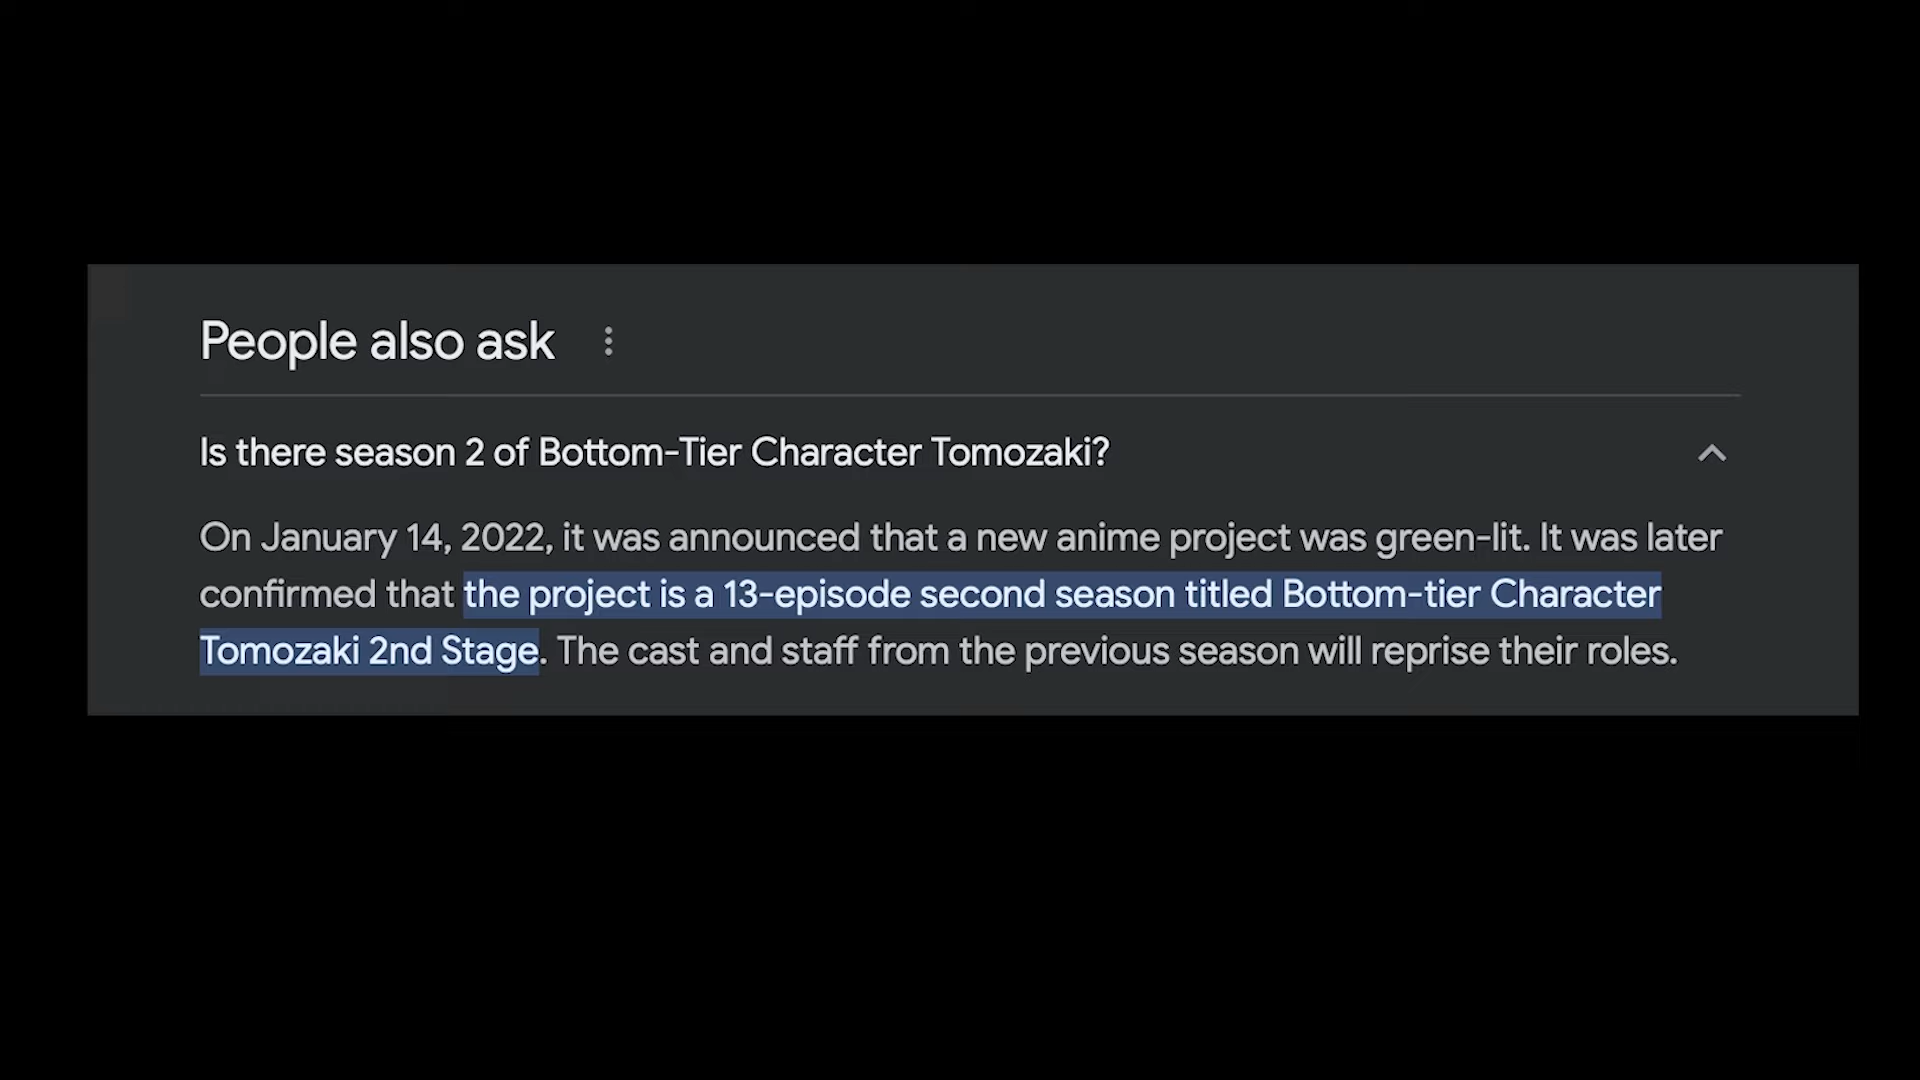 People also ask
Is there season 2 of Bottom-Tier Character Tomozaki?
On January 14, 2022, it was announced that a new anime project was green-lit. It was later
confirmed that the project is a 13-episode second season titled Bottom-tier Character
Tomozaki 2nd Stage. The cast and staff from the previous season will reprise their roles.